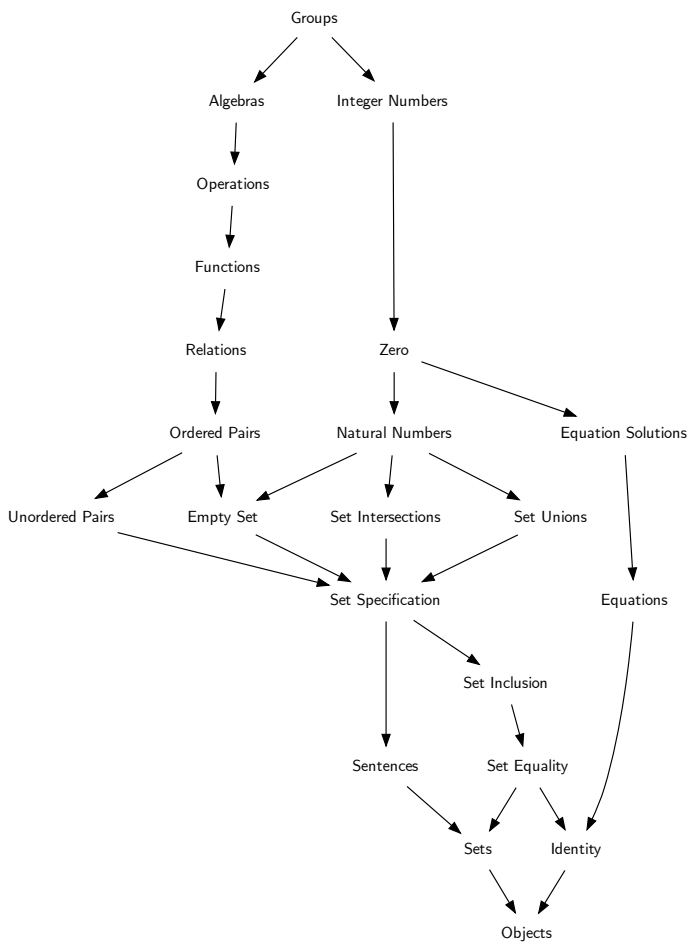 Groups
Algebras
Integer Numbers
Operations
Functions
Relations
Zero
Ordered Pairs
Natural Numbers
Equation Solutions
Unordered Pairs
Empty Set
Set Intersections
Set Unions
Set Specification
Equations
Set Inclusion
Sentences
Set Equality
Sets
Identity
Objects